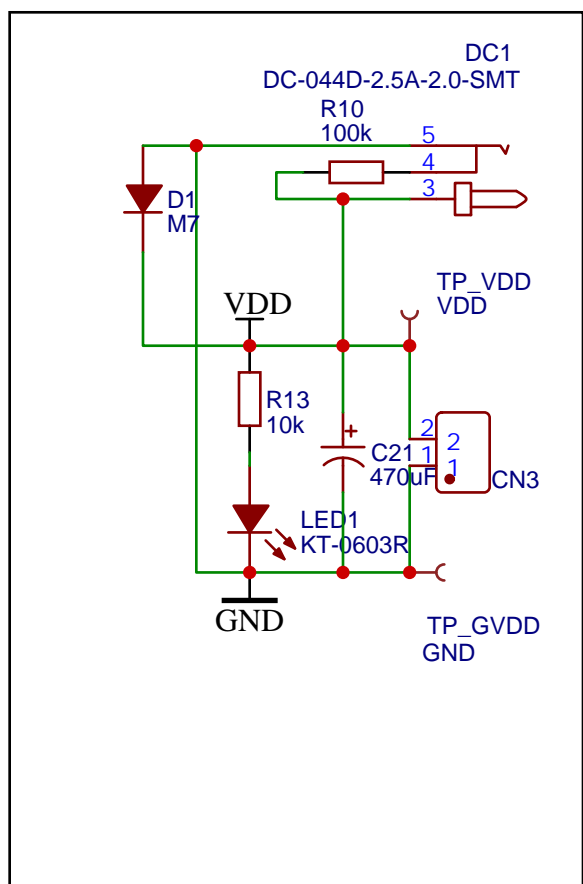 DC1
DC-044D-2.5A-2.0-SMT
R10
100k
5
4
3
D1
M7
TP_VDD
VDD
VDD
R13
10k
+
C21
470uF
2
1
2
1
CN3
LED1
KT-0603R
GND
TP_GVDD
GND